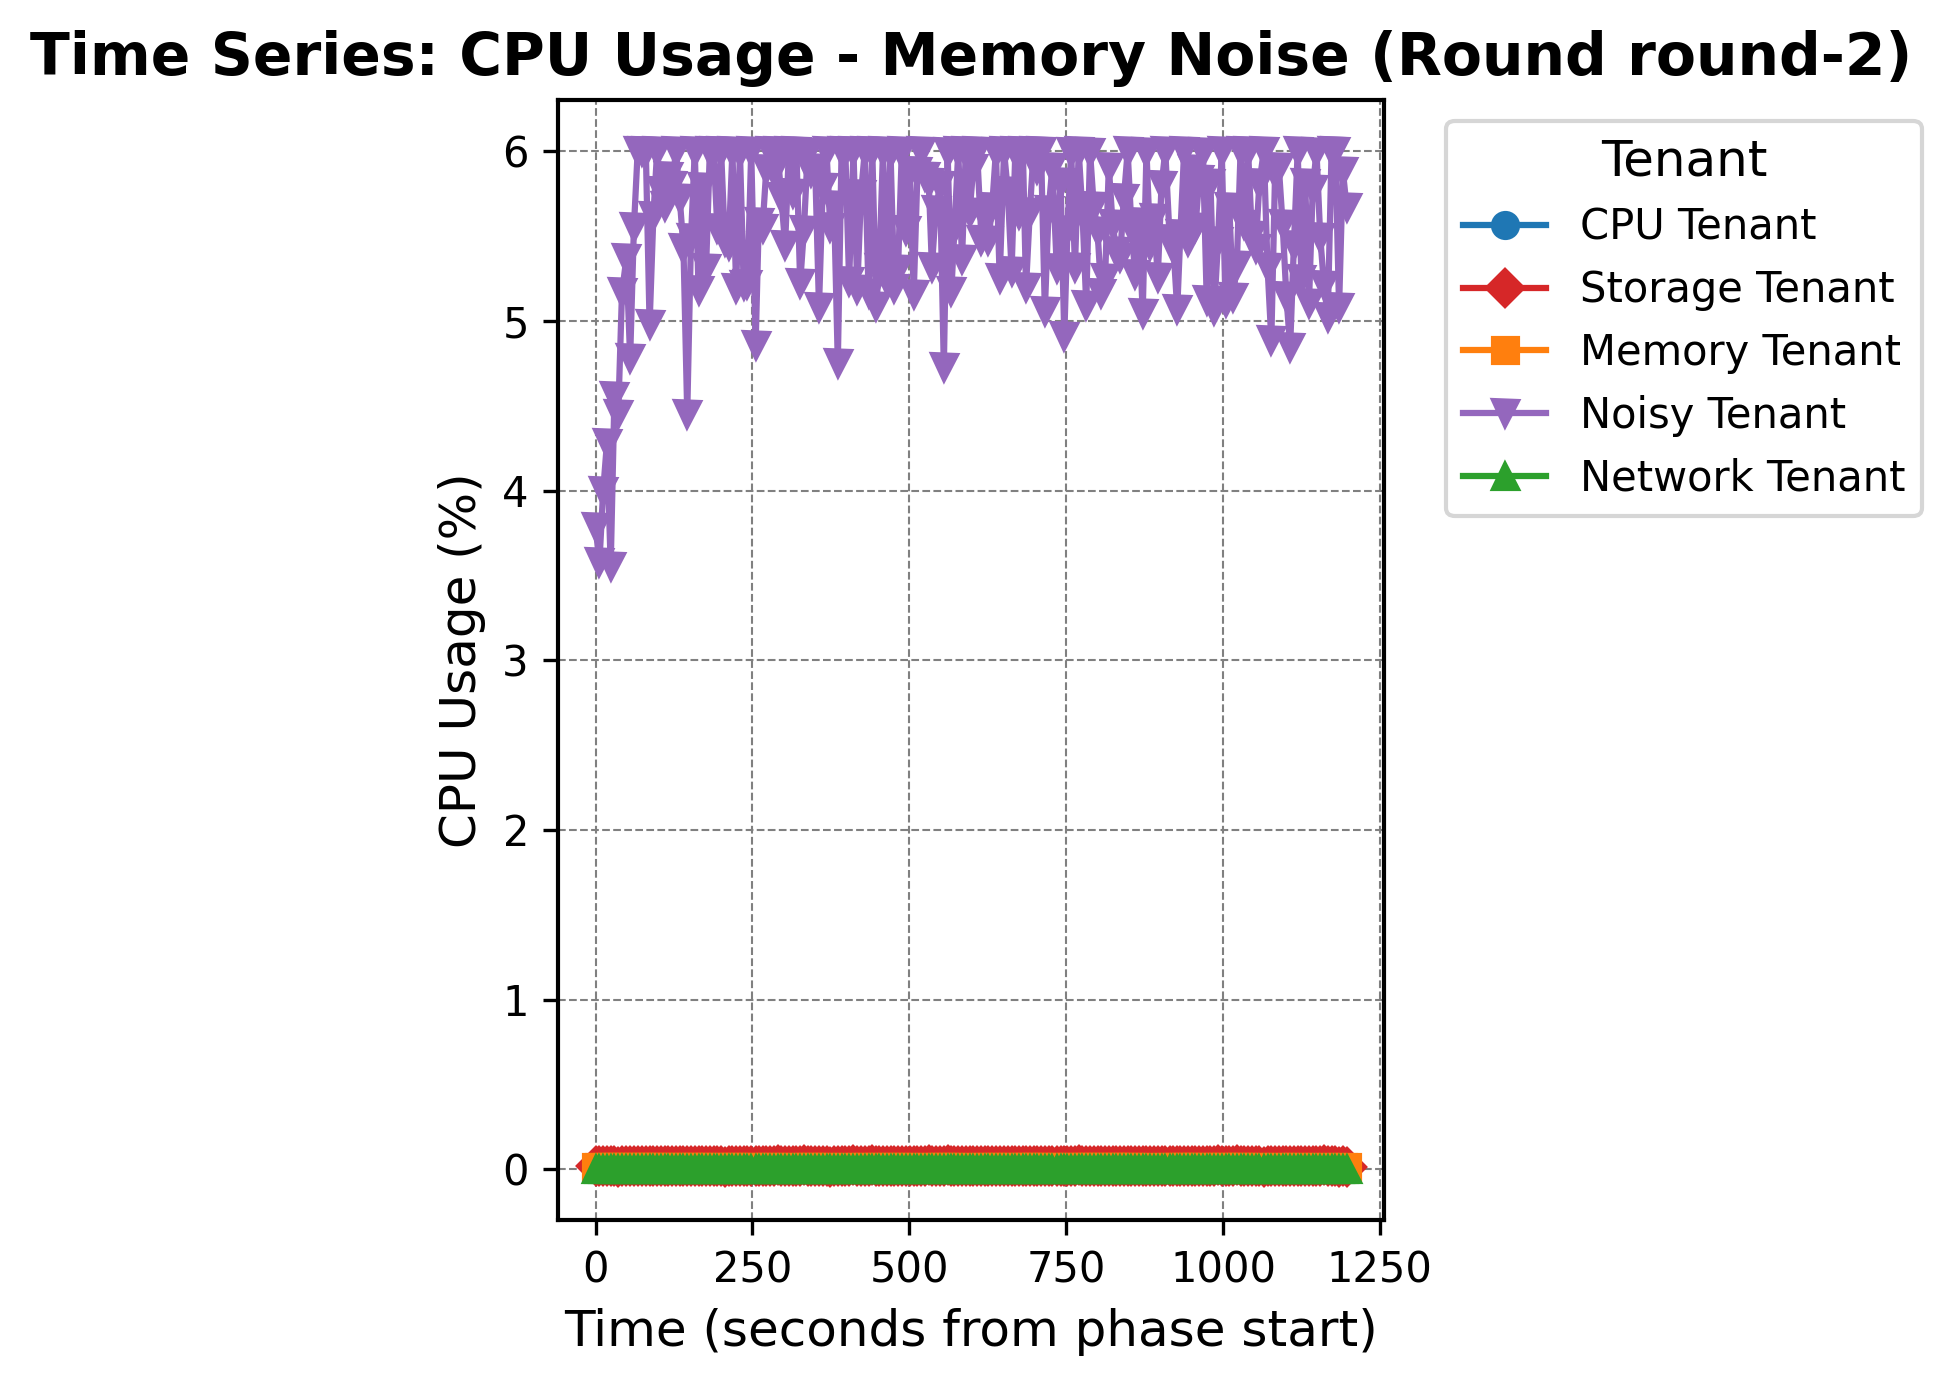 Time Series: CPU Usage - Memory Noise (Round round-2)
Tenant
CPU Tenant
Storage Tenant
Memory Tenant
Noisy Tenant
Network Tenant
CPU Usage (%)
6
5
4
3
2
1
0
0 250 500 750 1000 1250
Time (seconds from phase start)